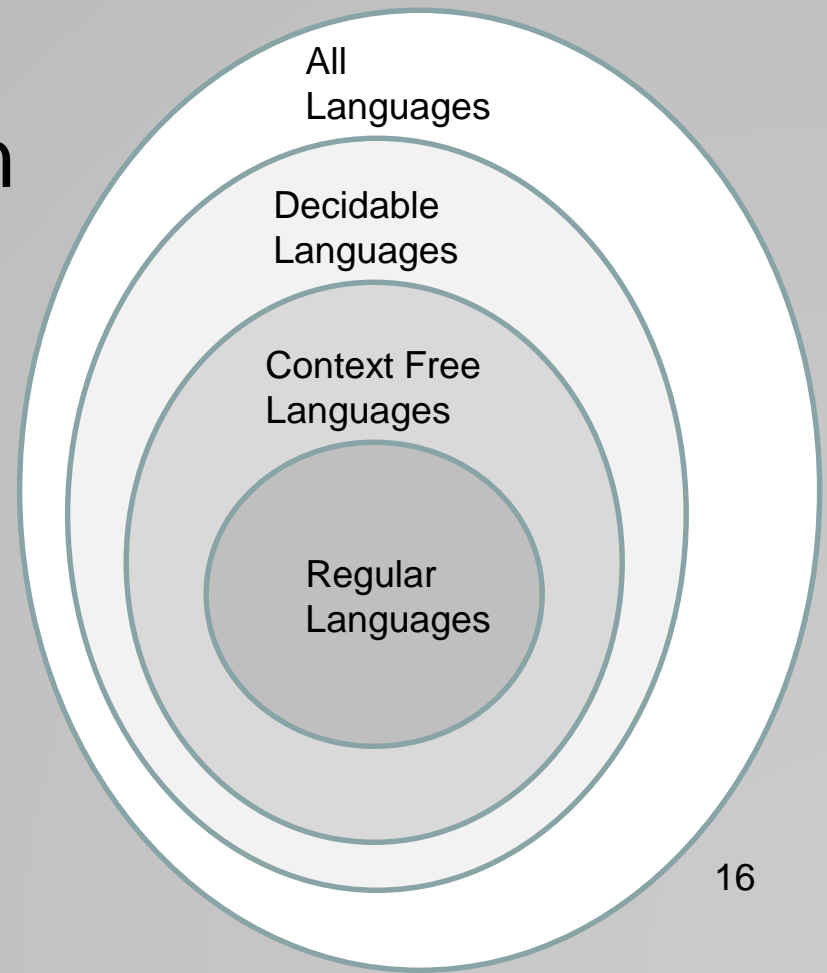 n
All
Languages
Decidable
Languages
Context Free
Languages
Regular
Languages
16